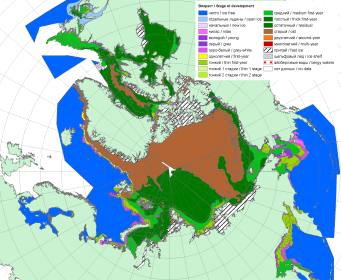 Возраст / Stage of development
чисто / ice free
отдельные льдины / open ice
начальные / new ice
нилас / nilas
молодой / young
серый / grey
серо-белый / grey-white
однолетний / first-year
тонкий / thin first-year
тонкий 1 стадии / thin 1 stage
тонкий 2 стадии / thin 2 stage
средний / medium first-year
толстый / thick first-year
остаточный / residual
старый / old
двухлетний / second-year
многолетний / multi-year
припай / fast ice
шельфовый лед / ice shelf
айсберговые воды / bergy waters
нет данных / no data